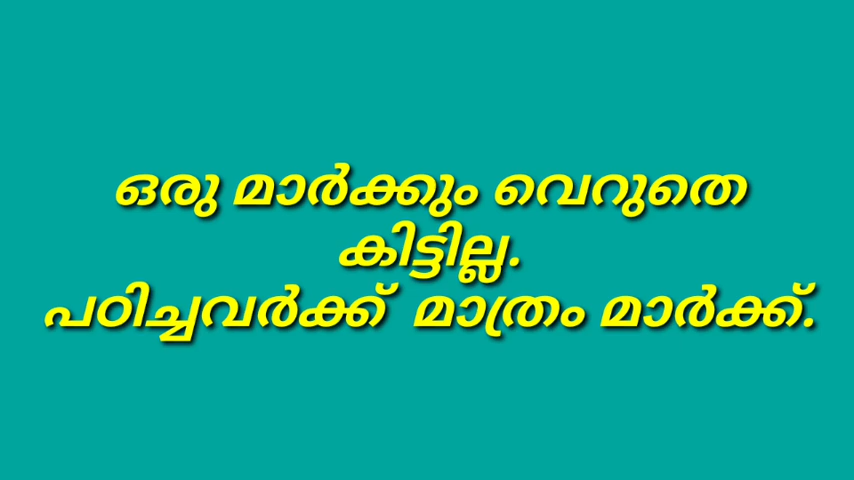 ഒരു മാർക്കും വെറുതെ
കിട്ടില്ല.
പഠിച്ചവർക്ക് മാത്രം മാർക്ക്.